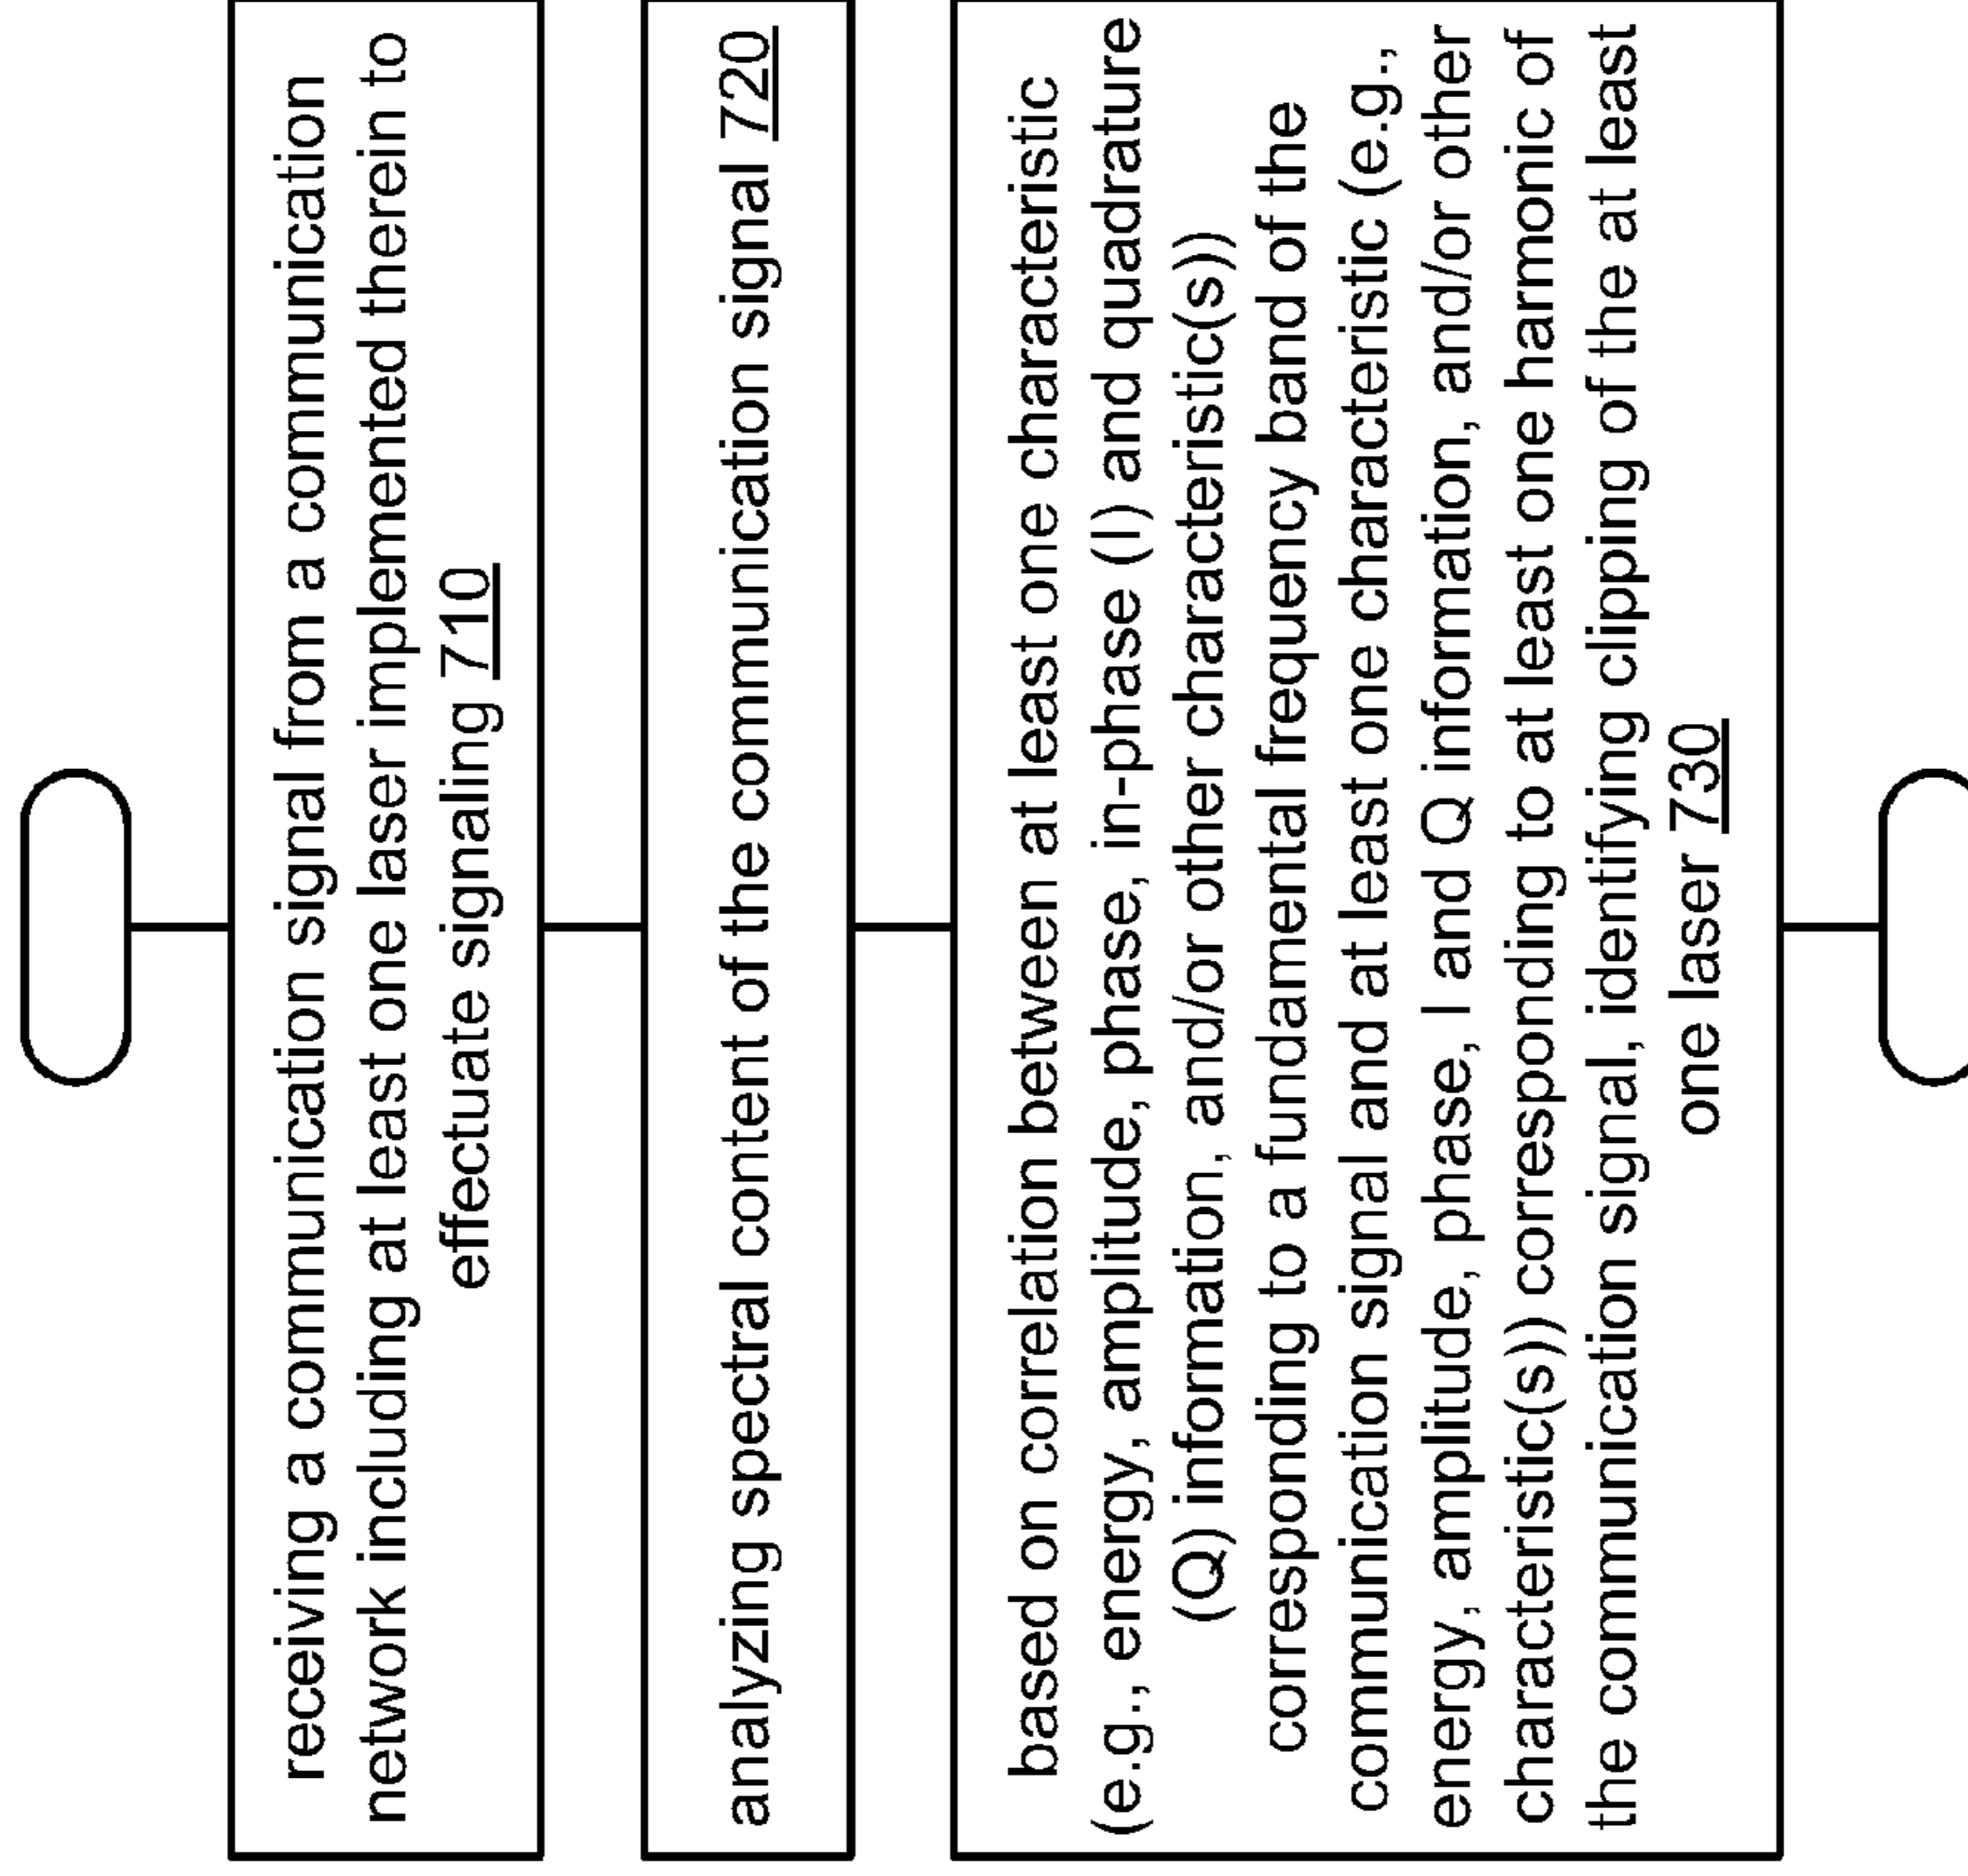 receiving a communication signal from a communication
network including at least one laser implemented therein to
effectuate signaling 710
analyzing spectral content of the communication signal 720
based on correlation between at least one characteristic
(e.g., energy, amplitude, phase, in-phase (I) and quadrature
(Q) information, and/or other characteristic(s))
corresponding to a fundamental frequency band of the
communication signal and at least one characteristic (e.g.,
energy, amplitude, phase, I and Q information, and/or other
characteristic(s)) corresponding to at least one harmonic of
the communication signal, identifying clipping of the at least
one laser 730